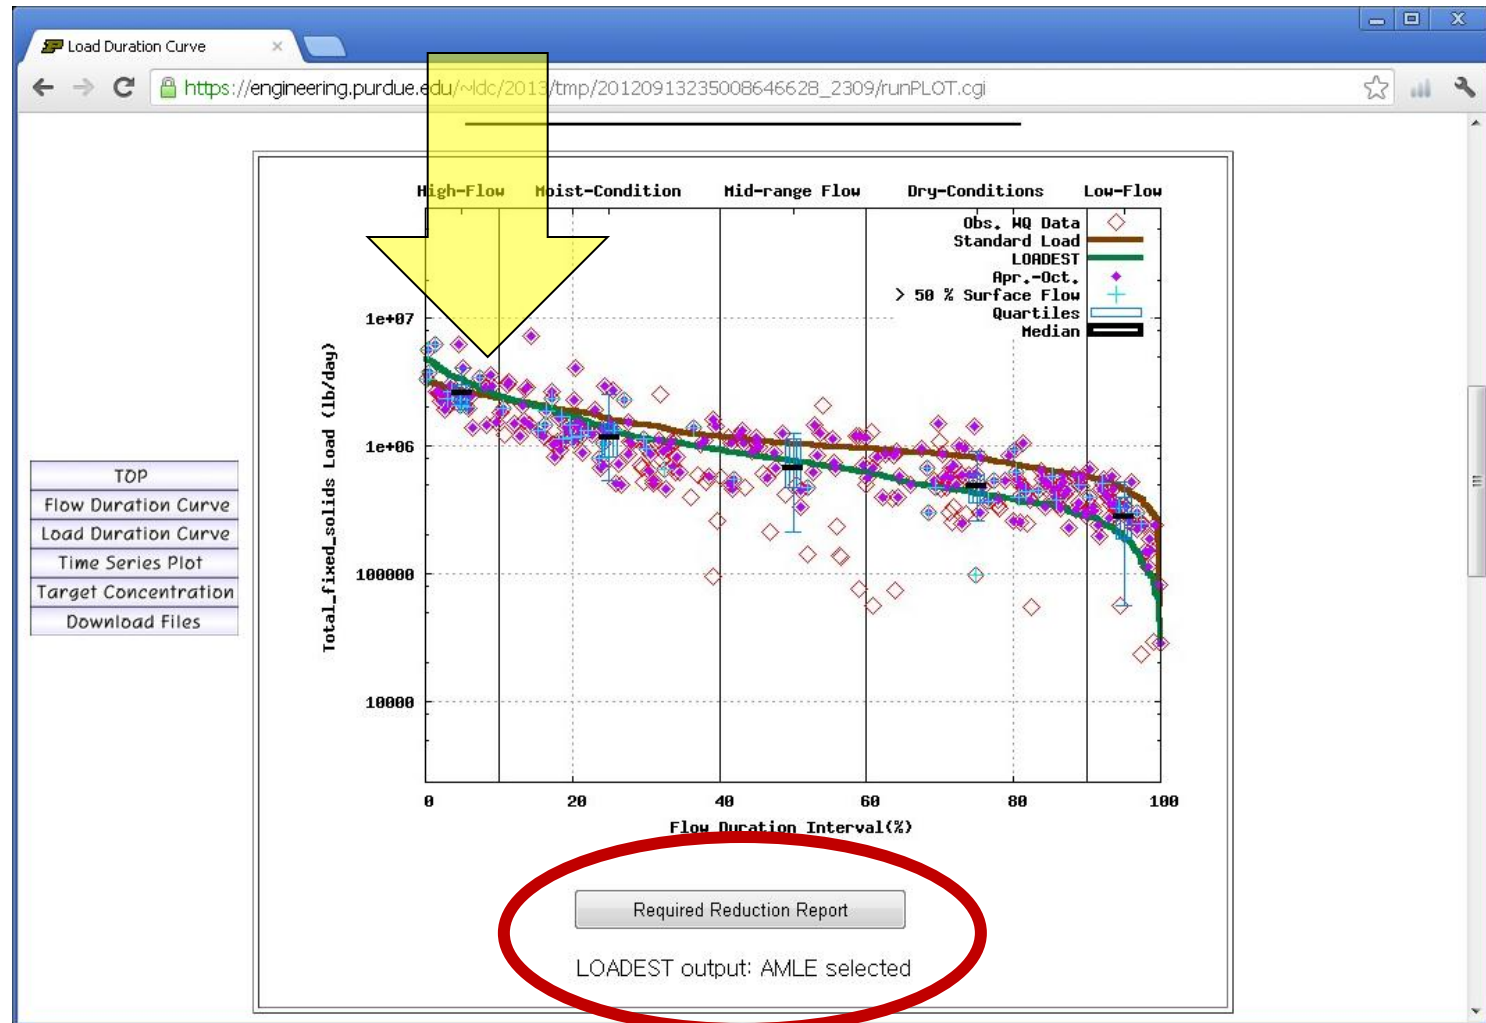 Load Duration Curve
https://engineering.purdue.edu/~ldc/2013/tmp/20120913235008646628_2309/runPLOT.cgi
High-Flow Moist-Condition Mid-range Flow Dry-Conditions Low-Flow
Obs. WQ Data
Standard Load
LOADEST
Apr.-Oct.
> 50 % Surface Flow
Quartiles
Median
1e+07
1e+06
100000
10000
Total_fixed_solids Load (lb/day)
0 20 40 60 80 100
Flow Duration Interval(%)
TOP
Flow Duration Curve
Load Duration Curve
Time Series Plot
Target Concentration
Download Files
Required Reduction Report
LOADEST output: AMLE selected